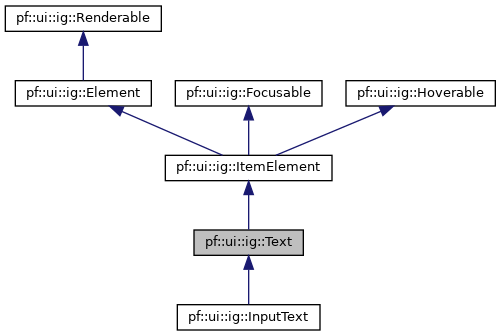 pf::ui::ig::Renderable
pf::ui::ig::Element
pf::ui::ig::Focusable
pf::ui::ig::Hoverable
pf::ui::ig::ItemElement
pf::ui::ig::Text
pf::ui::ig::InputText